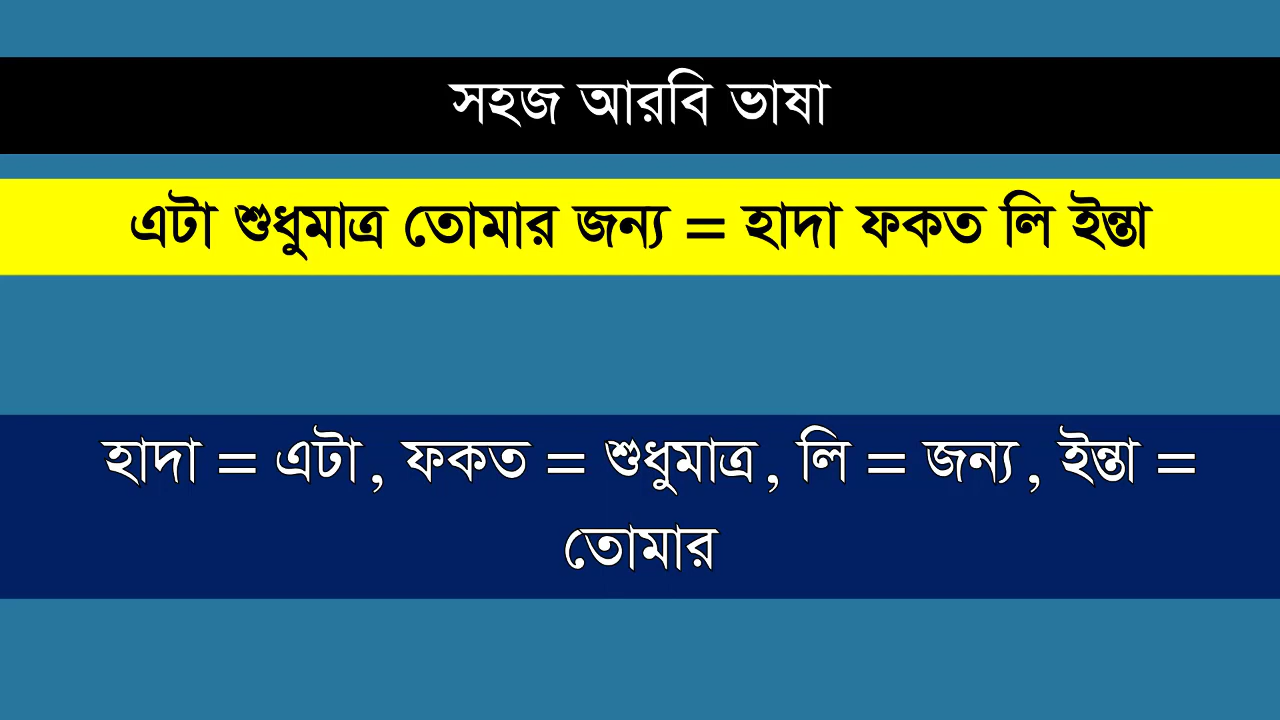 সহজ আরবি ভাষা
এটা শুধুমাত্র তোমার জন্য = হাদা ফকত লি ইন্তা
হাদা = এটা , ফকত = শুধুমাত্র , লি = জন্য , ইন্তা =
তোমার